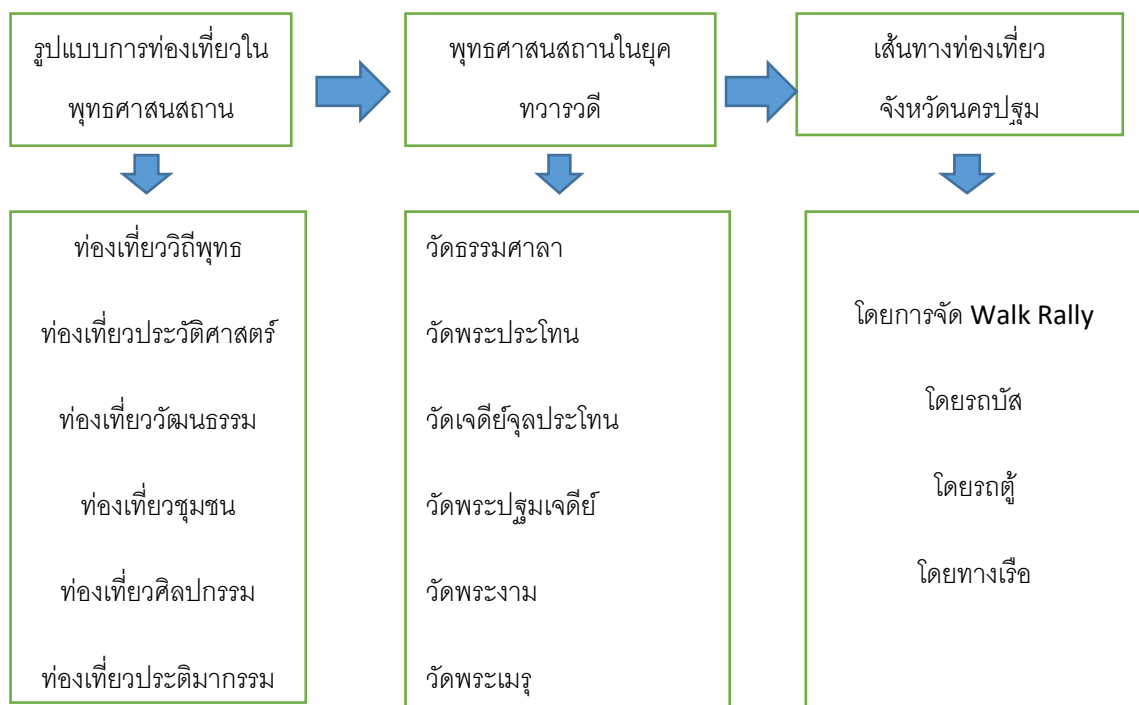 รูปแบบการท่องเที่ยวใน
พุทธศาสนสถาน
พุทธศาสนสถานในยุค
ทวารวดี
เส้นทางท่องเที่ยว
จังหวัดนครปฐม
ท่องเที่ยววิถีพุทธ
ท่องเที่ยวประวัติศาสตร์
ท่องเที่ยววัฒนธรรม
ท่องเที่ยวชุมชน
ท่องเที่ยวศิลปกรรม
ท่องเที่ยวประติมากรรม
วัดธรรมศาลา
วัดพระประโทน
วัดเจดีย์จุลประโทน
วัดพระปฐมเจดีย์
วัดพระงาม
วัดพระเมรุ
โดยการจัด Walk Rally
โดยรถบัส
โดยรถตู้
โดยทางเรือ